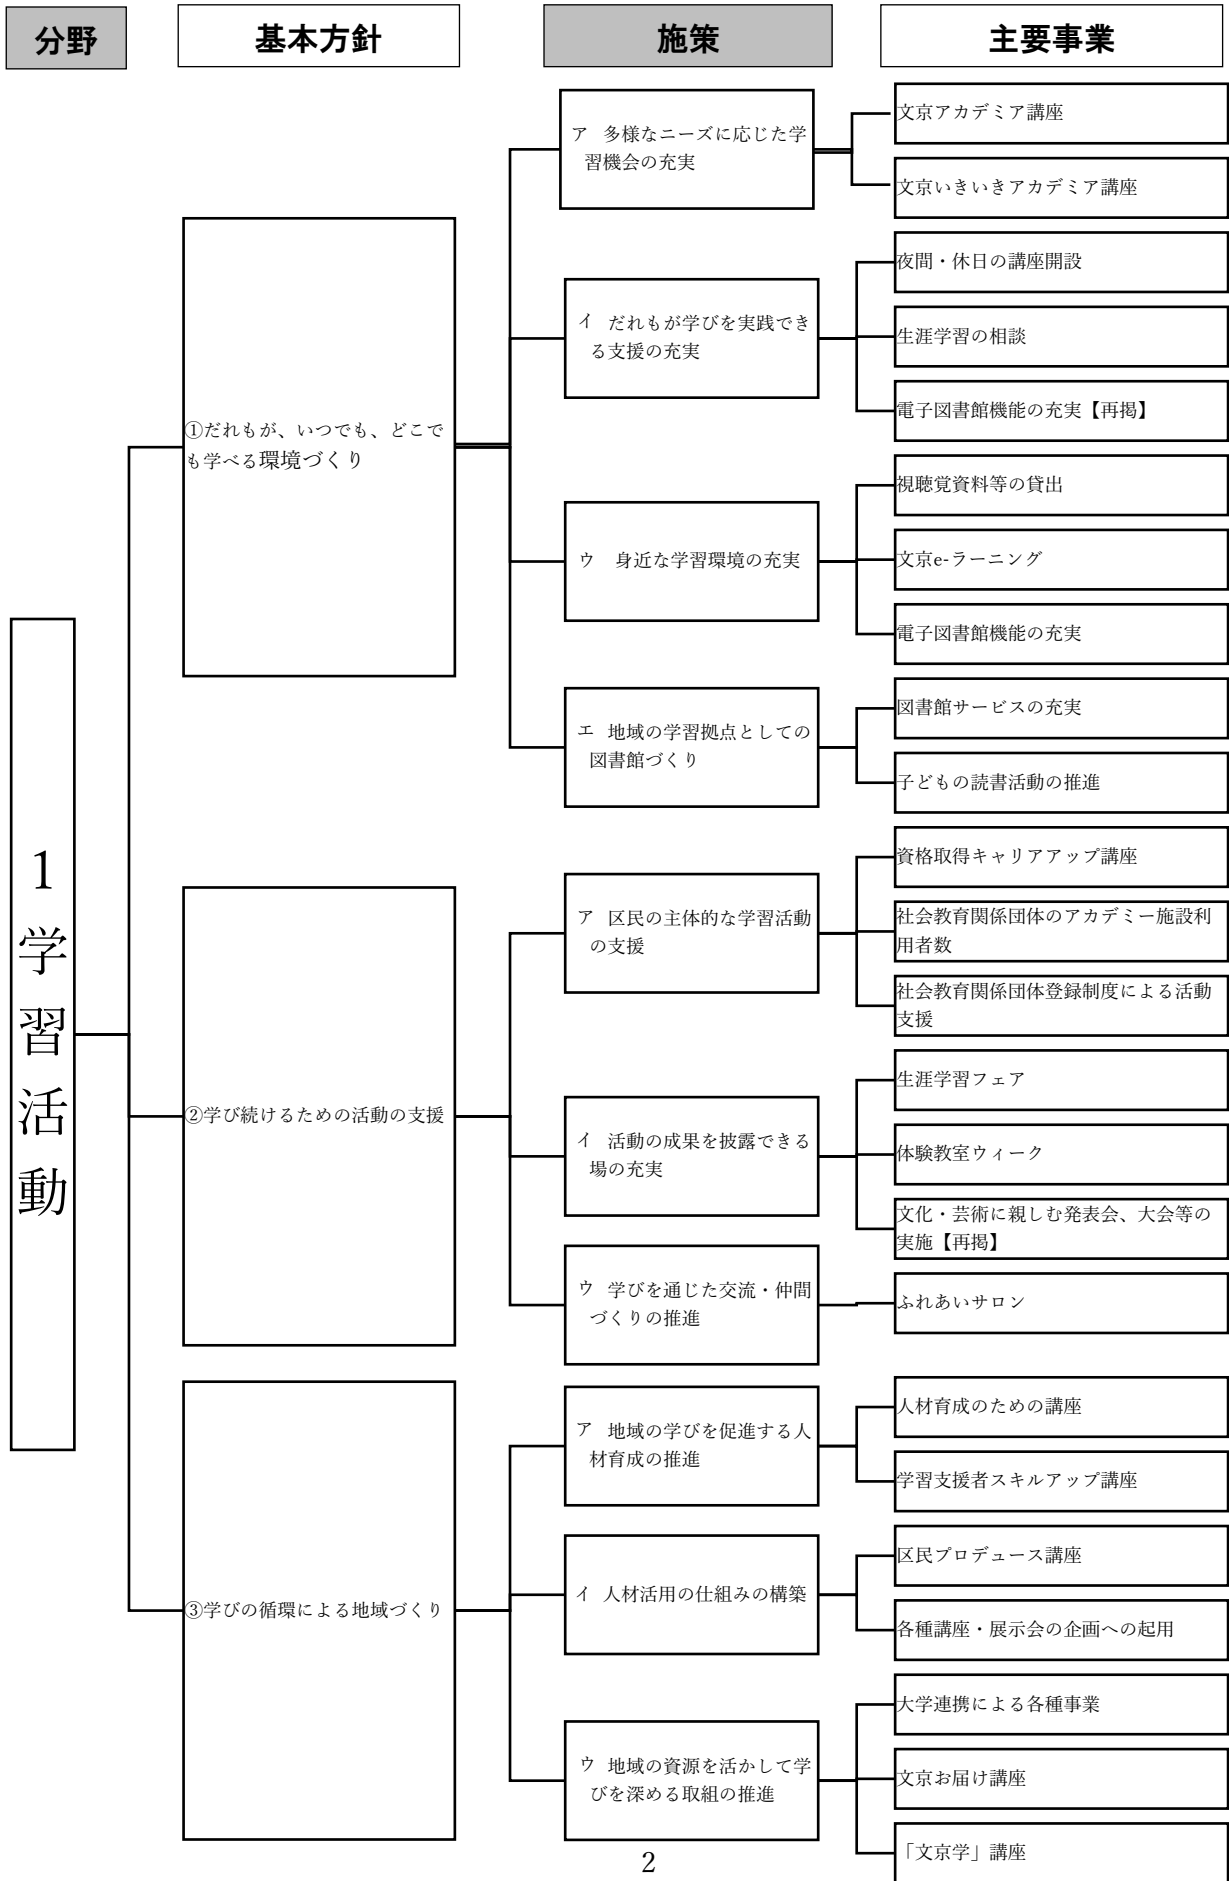 分野
基本方針
施策
主要事業
1学習活動
①だれもが、いつでも、どこで
も学べる環境づくり
ア 多様なニーズに応じた学
習機会の充実
文京アカデミア講座
文京いきいきアカデミア講座
イ だれもが学びを実践でき
る支援の充実
夜間・休日の講座開設
生涯学習の相談
電子図書館機能の充実【再掲】
ウ 身近な学習環境の充実
視聴覚資料等の貸出
文京e-ラーニング
電子図書館機能の充実
エ 地域の学習拠点としての
図書館づくり
図書館サービスの充実
子どもの読書活動の推進
②学び続けるための活動の支援
ア 区民の主体的な学習活動
の支援
資格取得キャリアアップ講座
社会教育関係団体のアカデミー施設利
用者数
社会教育関係団体登録制度による活動
支援
イ 活動の成果を披露できる
場の充実
生涯学習フェア
体験教室ウィーク
文化・芸術に親しむ発表会、大会等の
実施【再掲】
ウ 学びを通じた交流・仲間
づくりの推進
ふれあいサロン
③学びの循環による地域づくり
ア 地域の学びを促進する人
材育成の推進
人材育成のための講座
学習支援者スキルアップ講座
イ 人材活用の仕組みの構築
区民プロデュース講座
各種講座・展示会の企画への起用
ウ 地域の資源を活かして学
びを深める取組の推進
大学連携による各種事業
文京お届け講座
「文京学」講座
2